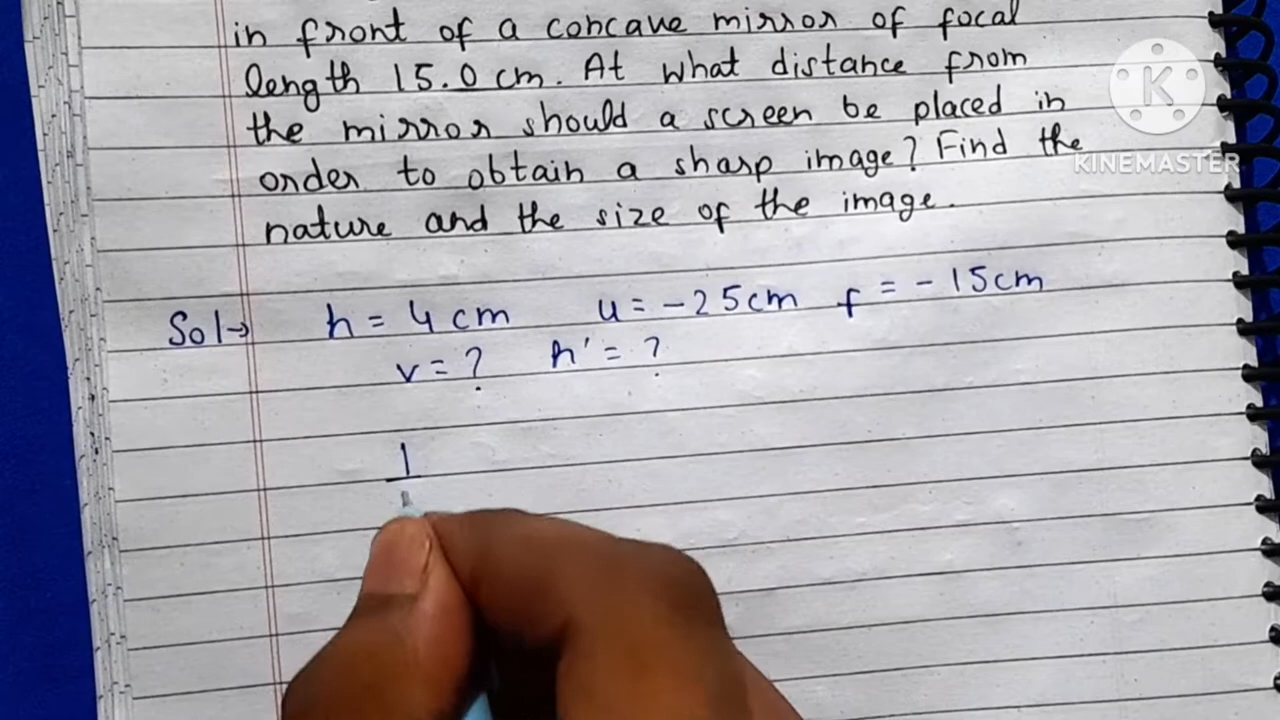 in front of a concave mirror of focal
length 15.0 cm. At what distance from
the mirror should a screen be placed in
order to obtain a sharp image? Find the
nature and the size of the image.
K
KINEMASTER
Sol→ h = 4 cm u = -25cm f = -15cm
v = ? h' = ?
1